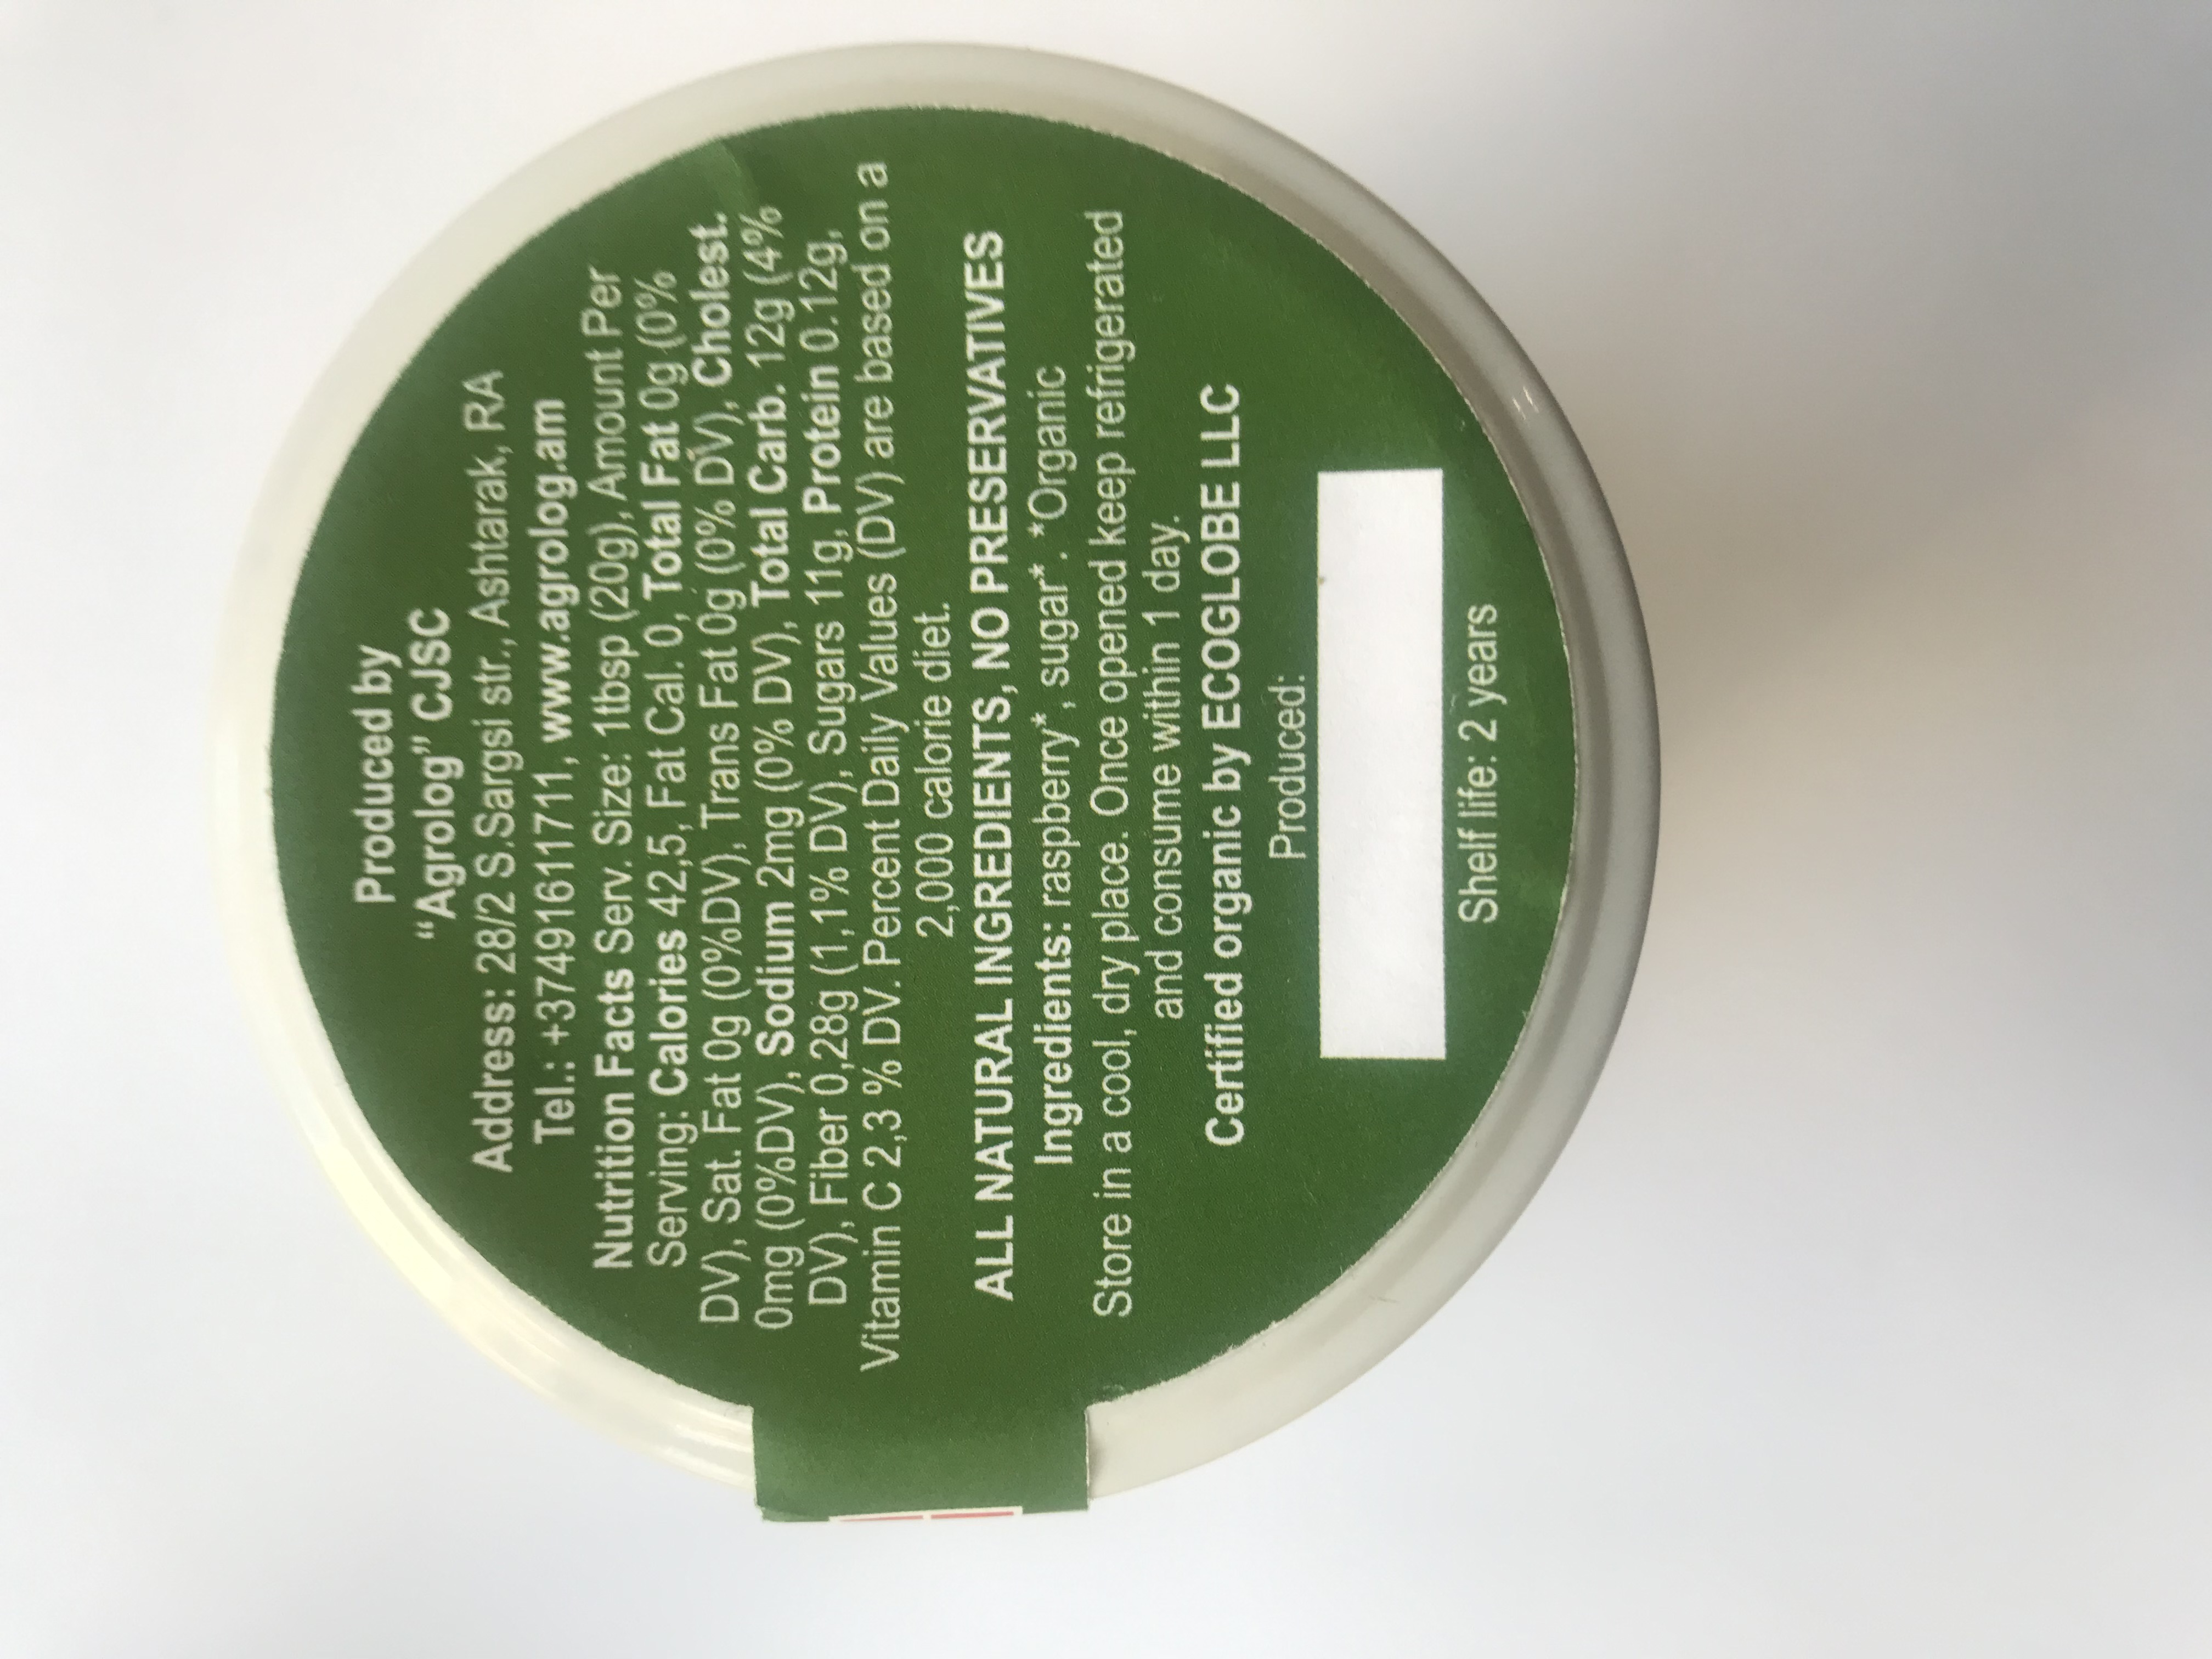 Produced by
“Agrolog” CJSC
Address: 28/2 S.Sargsi str., Ashtarak, RA
Tel.: +37491611711, www.agrolog.am
Nutrition Facts Serv. Size: 1tbsp (20g), Amount Per
Serving: Calories 42,5, Fat Cal. 0, Total Fat 0g (0%
DV), Sat. Fat 0g (0%DV), Trans Fat 0g (0% DV), Cholest.
0mg (0%DV), Sodium 2mg (0% DV), Total Carb. 12g (4%
DV), Fiber 0,28g (1,1% DV), Sugars 11g, Protein 0.12g,
Vitamin C 2,3 % DV. Percent Daily Values (DV) are based on a
2,000 calorie diet.
ALL NATURAL INGREDIENTS, NO PRESERVATIVES
Ingredients: raspberry*, sugar*. *Organic
Store in a cool, dry place. Once opened keep refrigerated
and consume within 1 day.
Certified organic by ECOGLOBE LLC
Produced:
Shelf life: 2 years